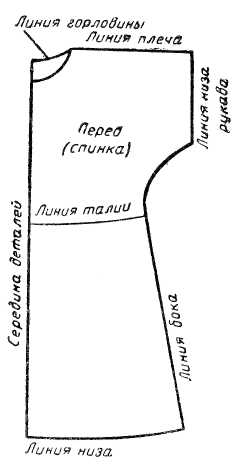 Линия горловины
Линия плеча
Линия низа
рукава
Перед
(спинка)
Линия талии
Середина деталей
Линия бока
Линия низа